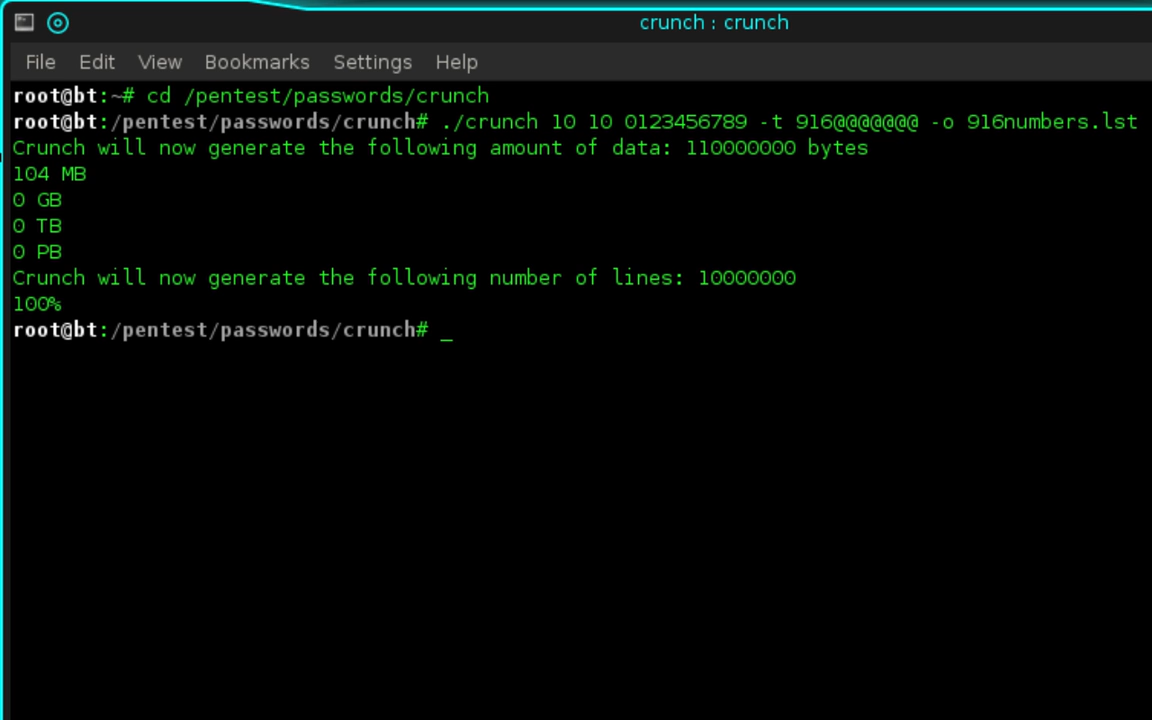 crunch : crunch
File Edit View Bookmarks Settings Help
root@bt:~# cd /pentest/passwords/crunch
root@bt:/pentest/passwords/crunch# ./crunch 10 10 0123456789 -t 916@@@@@@@ -o 916numbers.lst
Crunch will now generate the following amount of data: 110000000 bytes
104 MB
0 GB
0 TB
0 PB
Crunch will now generate the following number of lines: 10000000
100%
root@bt:/pentest/passwords/crunch# _